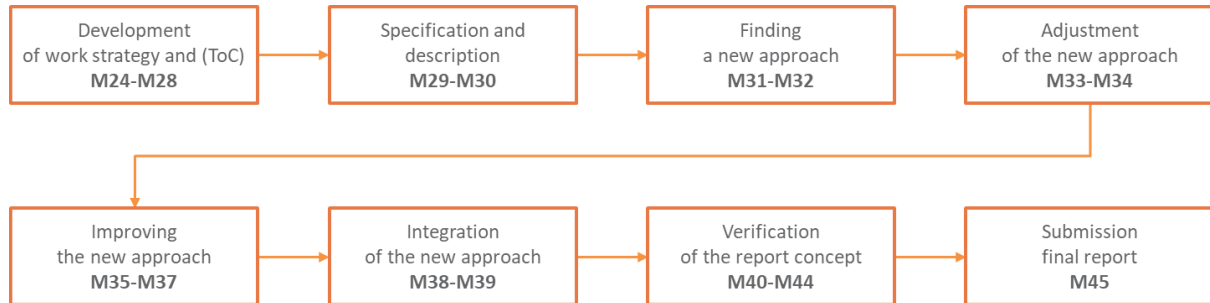 Development
of work strategy and (ToC)
M24-M28
Specification and
description
M29-M30
Finding
a new approach
M31-M32
Adjustment
of the new approach
M33-M34
Improving
the new approach
M35-M37
Integration
of the new approach
M38-M39
Verification
of the report concept
M40-M44
Submission
final report
M45